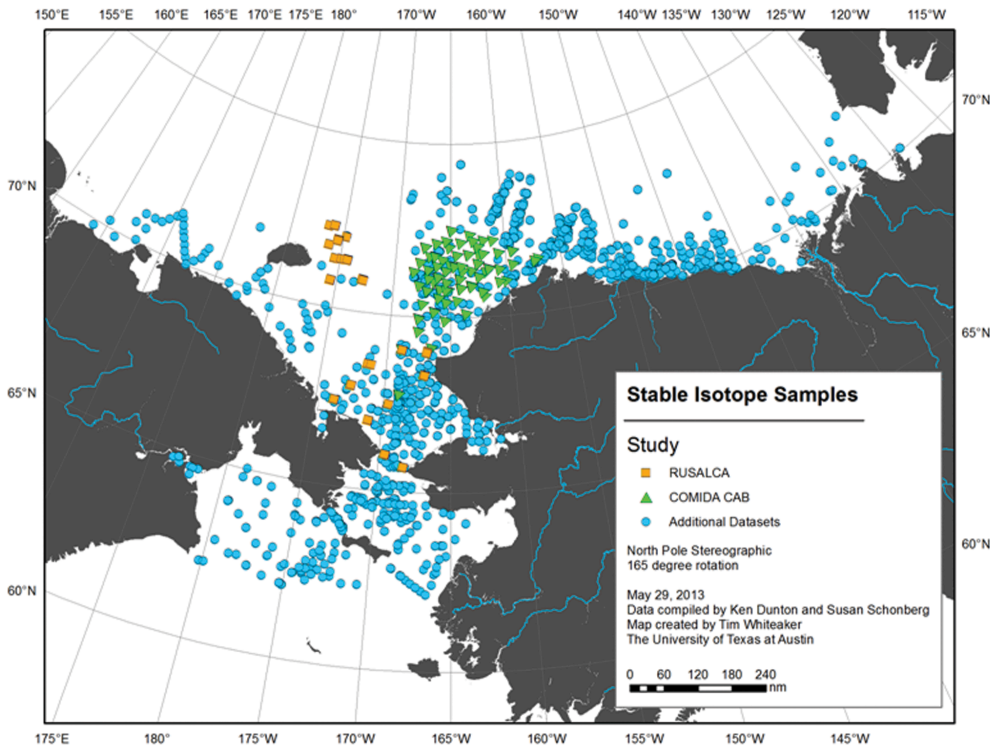 150°E 155°E 160°E 165°E 170°E 175°E 180° 170°W 160°W 150°W 140°W 135°W 130°W 125°W 120°W 115°W
70°N
70°N
65°N
65°N
60°N
60°N
Stable Isotope Samples
Study
RUSALCA
COMIDA CAB
Additional Datasets
North Pole Stereographic
165 degree rotation
May 29, 2013
Data compiled by Ken Dunton and Susan Schonberg
Map created by Tim Whiteaker
The University of Texas at Austin
0 60 120 180 240
nm
175°E 180° 175°W 170°W 165°W 160°W 155°W 150°W 145°W